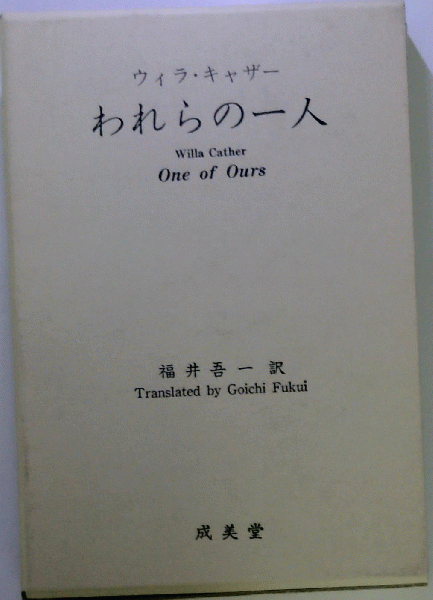 ウィラ・キャザー
われらの一人
Willa Cather
One of Ours
福井吾一訳
Translated by Goichi Fukui
成美堂